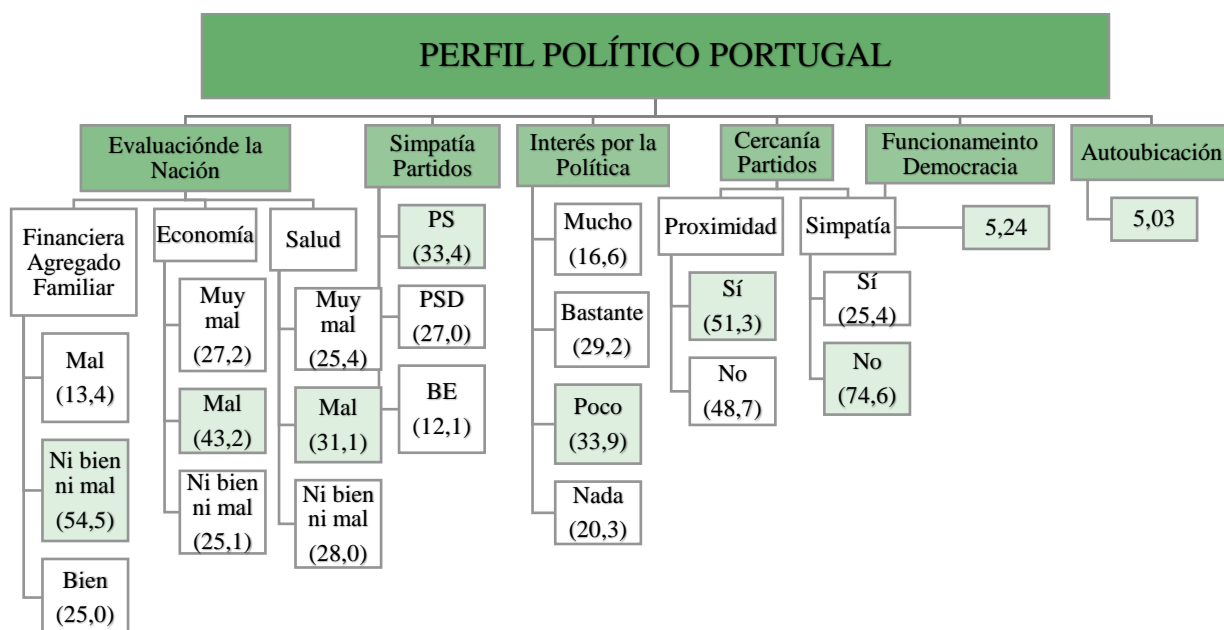 PERFIL POLÍTICO PORTUGAL
Evaluaciónde la
Nación
Financiera
Agregado
Familiar
Mal
(13,4)
Ni bien
ni mal
(54,5)
Bien
(25,0)
Economía
Muy
mal
(27,2)
Mal
(43,2)
Ni bien
ni mal
(25,1)
Salud
Muy
mal
(25,4)
Mal
(31,1)
Ni bien
ni mal
(28,0)
Simpatía
Partidos
PS
(33,4)
PSD
(27,0)
BE
(12,1)
Interés por la
Política
Mucho
(16,6)
Bastante
(29,2)
Poco
(33,9)
Nada
(20,3)
Cercanía
Partidos
Proximidad
Sí
(51,3)
No
(48,7)
Simpatía
Sí
(25,4)
No
(74,6)
Funcionameinto
Democracia
5,24
Autoubicación
5,03